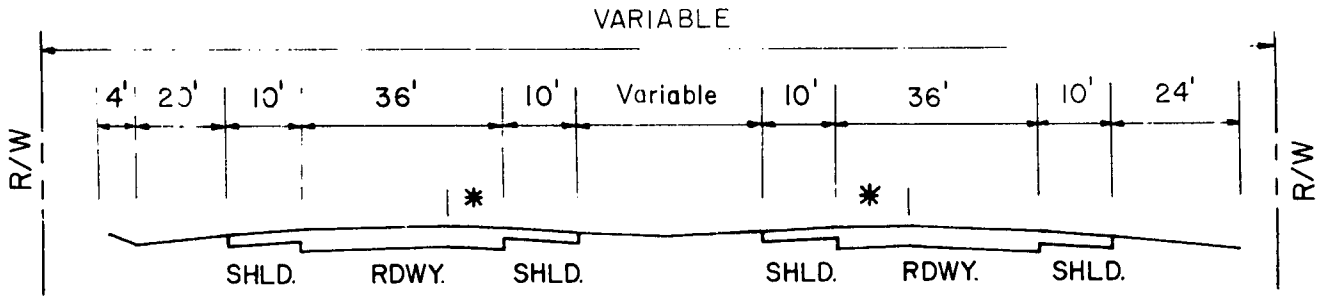 VARIABLE
4' 20' 10' 36' 10' Variable 10' 36' 10' 24'
R/W R/W
* *
SHLD. RDWY. SHLD. SHLD. RDWY. SHLD.